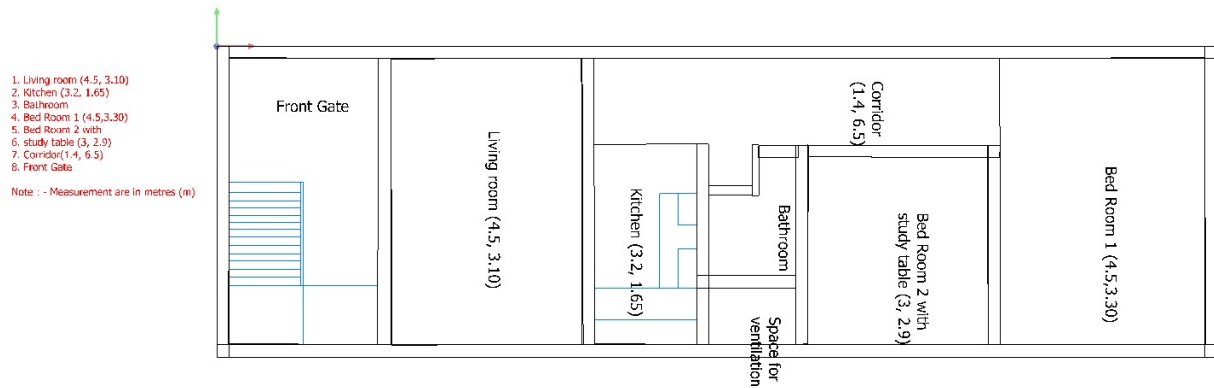 1. Living room (4.5, 3.10)
2. Kitchen (3.2, 1.65)
3. Bathroom
4. Bed Room 1 (4.5,3.30)
5. Bed Room 2 with
6. study table (3, 2.9)
7. Corridor(1.4, 6.5)
8. Front Gate
Note : - Measurement are in metres (m)
Front Gate
Living room (4.5, 3.10)
Kitchen (3.2, 1.65)
Bathroom
Space for
ventilation
Corridor
(1.4, 6.5)
Bed Room 2 with
study table (3, 2.9)
Bed Room 1 (4.5,3.30)